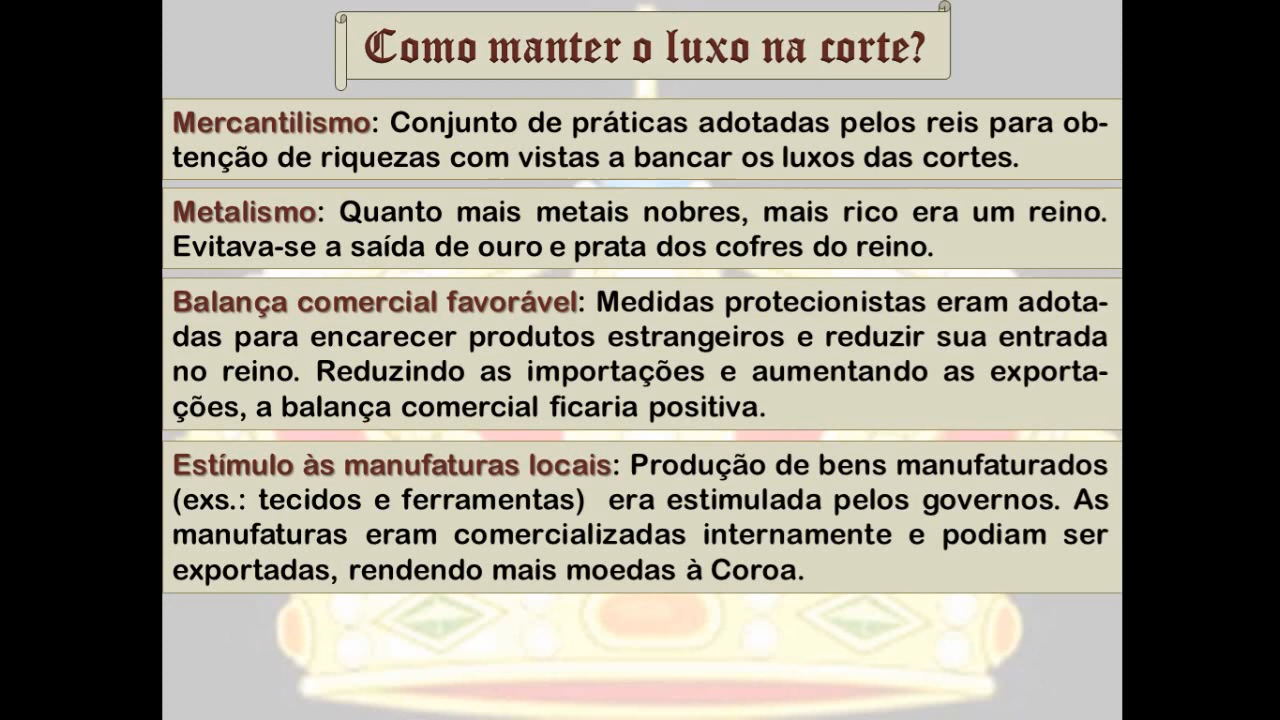 Como manter o luxo na corte?
Mercantilismo: Conjunto de práticas adotadas pelos reis para ob-
tenção de riquezas com vistas a bancar os luxos das cortes.
Metalismo: Quanto mais metais nobres, mais rico era um reino.
Evitava-se a saída de ouro e prata dos cofres do reino.
Balança comercial favorável: Medidas protecionistas eram adota-
das para encarecer produtos estrangeiros e reduzir sua entrada
no reino. Reduzindo as importações e aumentando as exporta-
ções, a balança comercial ficaria positiva.
Estímulo às manufaturas locais: Produção de bens manufaturados
(exs.: tecidos e ferramentas) era estimulada pelos governos. As
manufaturas eram comercializadas internamente e podiam ser
exportadas, rendendo mais moedas à Coroa.